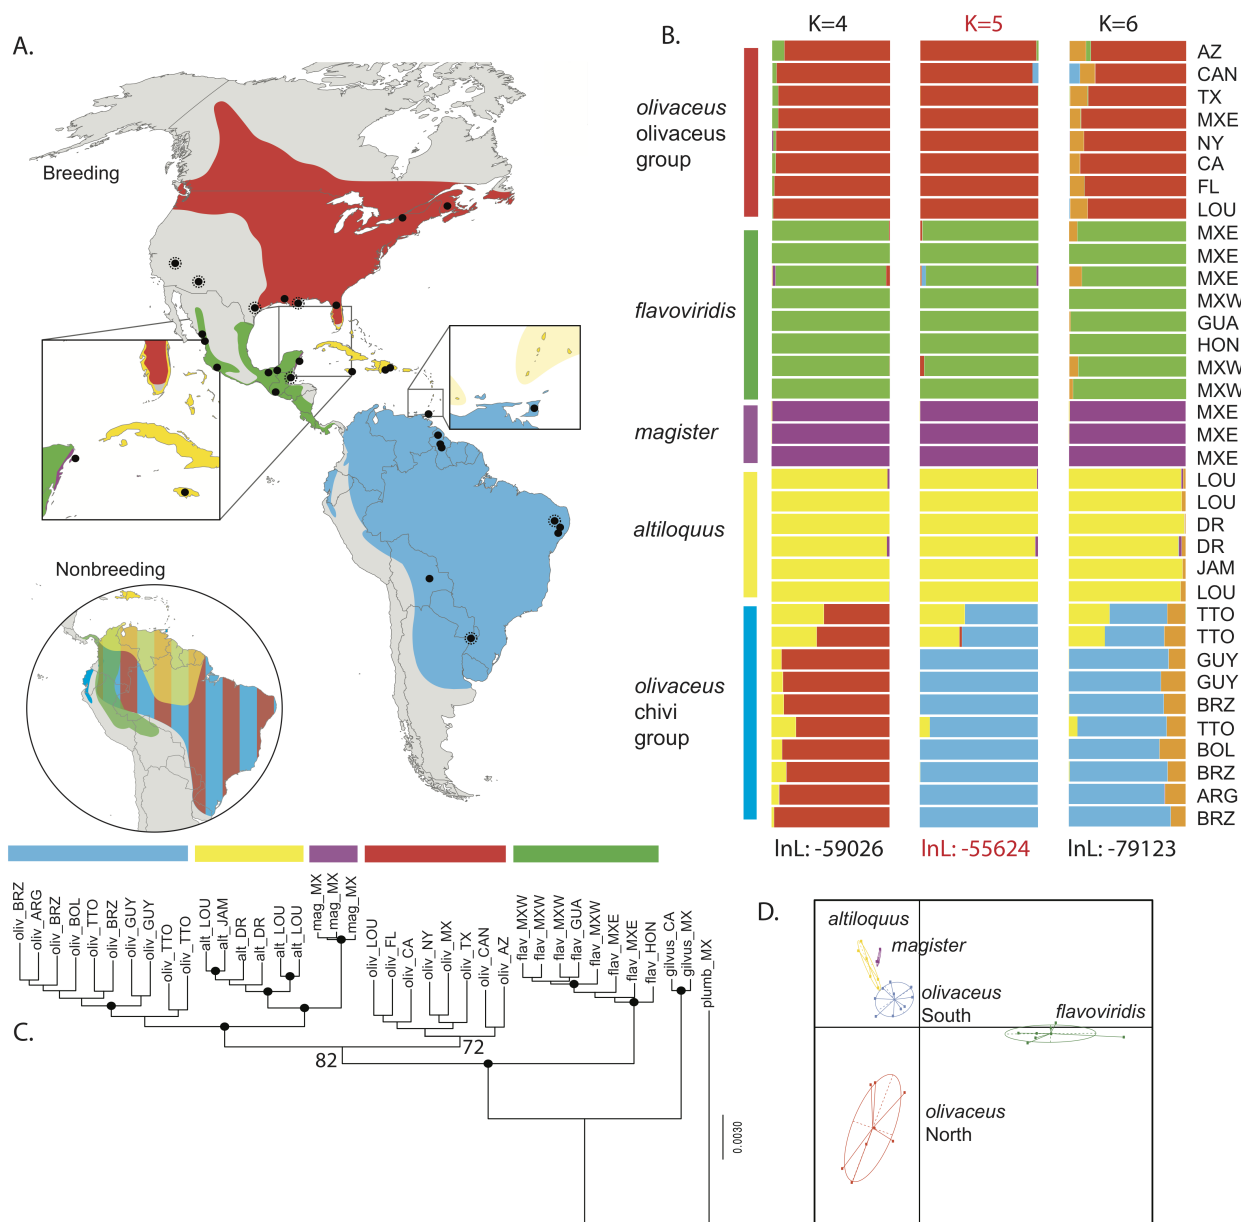 A.
Breeding
Nonbreeding
B.
K=4
K=5
K=6
olivaceus
olivaceus
group
flavoviridis
magister
altiloquus
olivaceus
chivi
group
AZ
CAN
TX
MXE
NY
CA
FL
LOU
MXE
MXE
MXE
MXW
GUA
HON
MXW
MXW
MXE
MXE
MXE
LOU
LOU
DR
DR
JAM
LOU
TTO
TTO
GUY
GUY
BRZ
TTO
BOL
BRZ
ARG
BRZ
lnL: -59026
lnL: -55624
lnL: -79123
C.
oliv_BRZ
oliv_ARG
oliv_BRZ
oliv_BOL
oliv_TTO
oliv_BRZ
oliv_GUY
oliv_GUY
oliv_TTO
oliv_TTO
alt_LOU
alt_JAM
alt_DR
alt_DR
alt_LOU
alt_LOU
mag_MX
mag_MX
mag_MX
oliv_LOU
oliv_FL
oliv_CA
oliv_NY
oliv_MX
oliv_TX
oliv_CAN
oliv_AZ
flav_MXW
flav_MXW
flav_MXW
flav_GUA
flav_MXW
flav_MXE
flav_MXE
flav_HON
gilvus_CA
gilvus_MX
plumb_MX
82
72
0.0030
D.
altiloquus
magister
olivaceus
South
flavoviridis
olivaceus
North